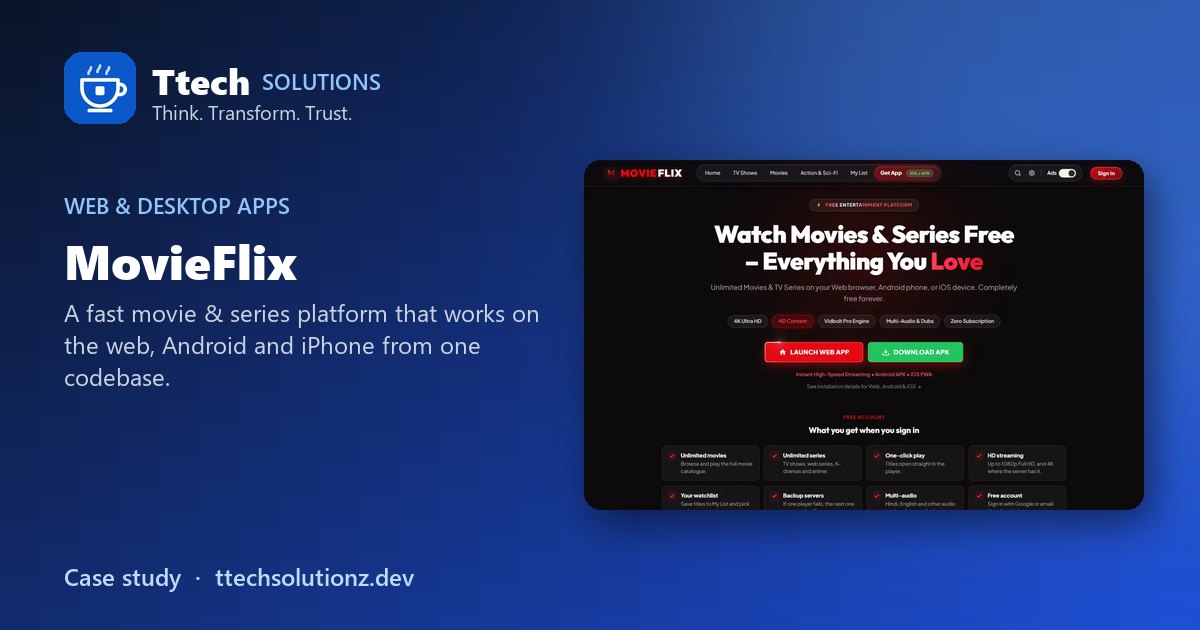 Ttech SOLUTIONS
Think. Transform. Trust.
WEB & DESKTOP APPS
MovieFlix
A fast movie & series platform that works on
the web, Android and iPhone from one
codebase.
Case study · ttechsolutionz.dev
M MOVIEFLIX Home TV Shows Movies Action & Sci-Fi My List Get App iOS / APK Ads Sign In
FREE ENTERTAINMENT PLATFORM
Watch Movies & Series Free
– Everything You Love
Unlimited Movies & TV Series on your Web browser, Android phone, or iOS device. Completely
free forever.
4K Ultra HD HD Content Vidbolt Pro Engine Multi-Audio & Dubs Zero Subscription
LAUNCH WEB APP DOWNLOAD APK
Instant High-Speed Streaming • Android APK • iOS PWA
See installation details for Web, Android & iOS ↓
FREE ACCOUNT
What you get when you sign in
Unlimited movies
Browse and play the full movie
catalogue.
Unlimited series
TV shows, web series, K-
dramas and anime.
One-click play
Titles open straight in the
player.
HD streaming
Up to 1080p Full HD, and 4K
where the server has it.
Your watchlist
Save titles to My List and pick
Backup servers
If one player fails, the next one
Multi-audio
Hindi, English and other audio
Free account
Sign in with Google or email.